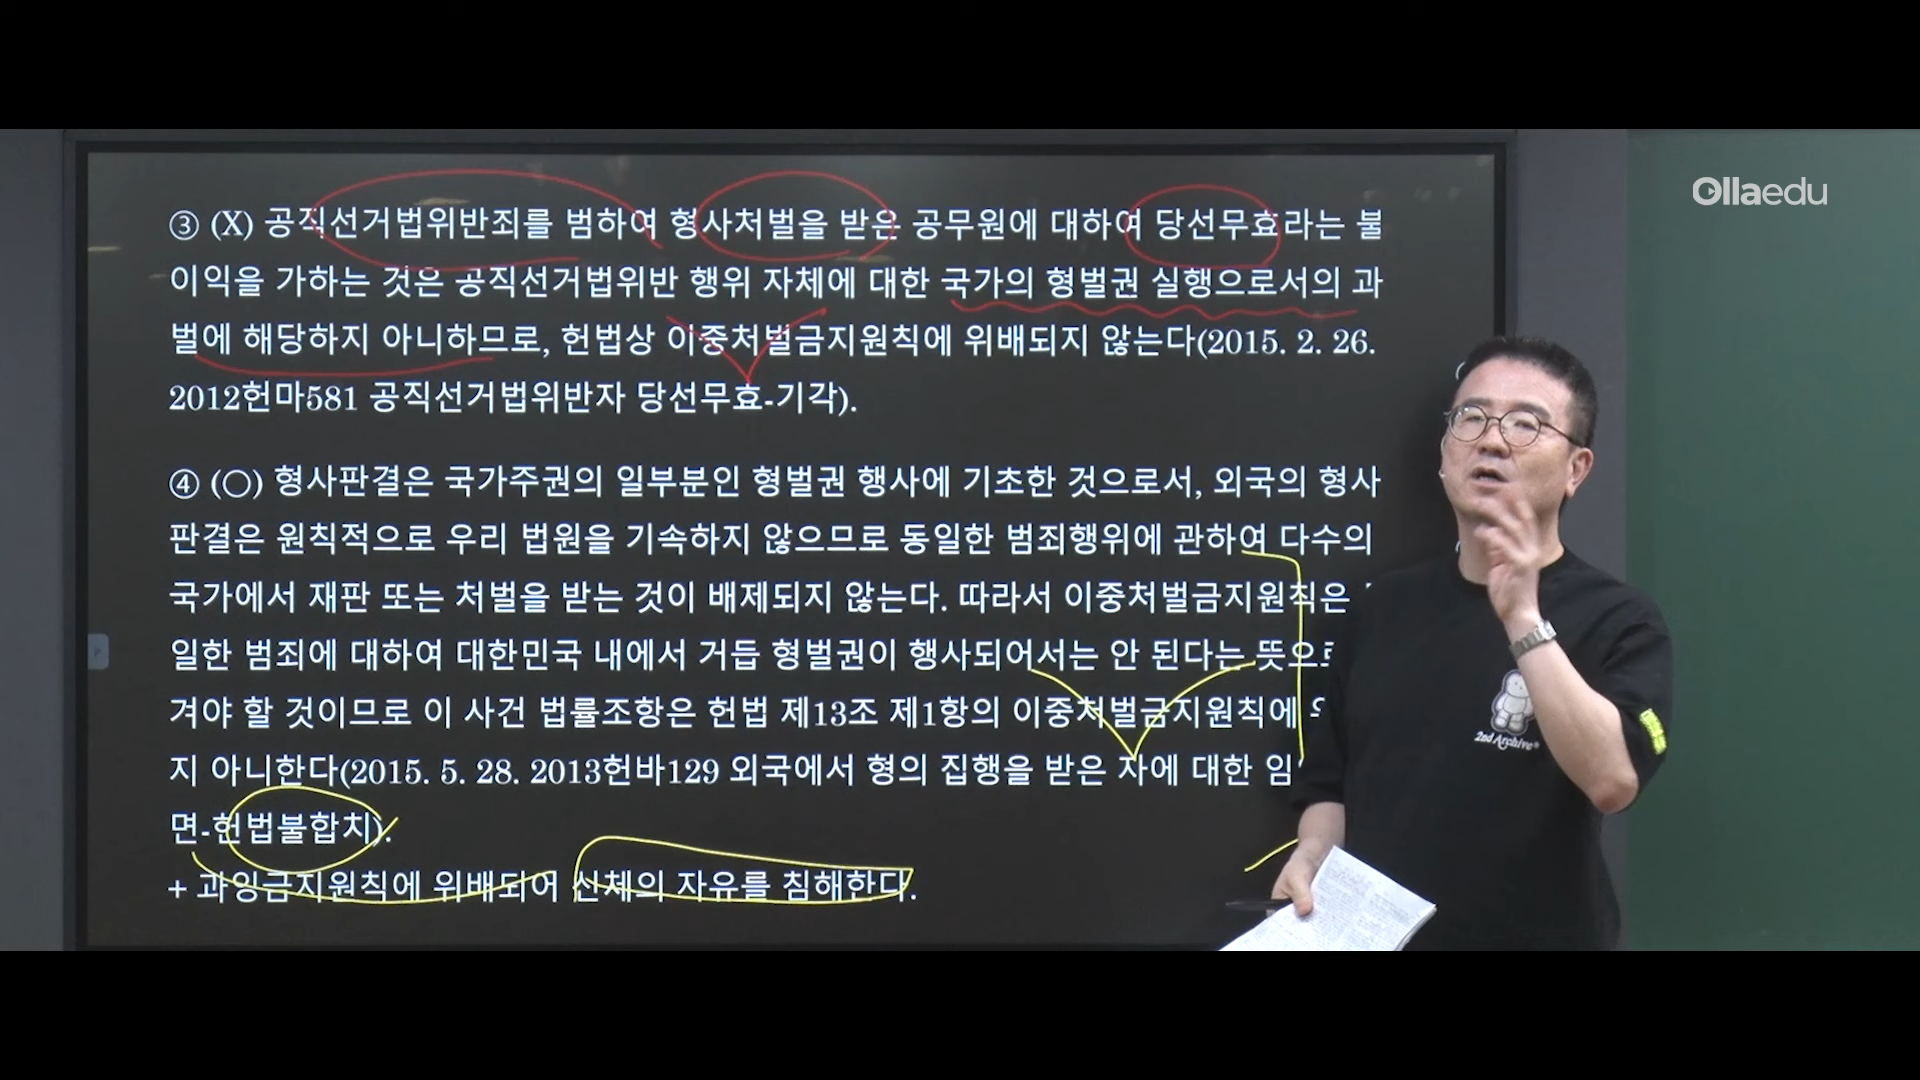 Ollaedu
③ (X) 공직선거법위반죄를 범하여 형사처벌을 받은 공무원에 대하여 당선무효라는 불
이익을 가하는 것은 공직선거법위반 행위 자체에 대한 국가의 형벌권 실행으로서의 과
벌에 해당하지 아니하므로, 헌법상 이중처벌금지원칙에 위배되지 않는다(2015. 2. 26.
2012헌마581 공직선거법위반자 당선무효-기각).
④ (○) 형사판결은 국가주권의 일부분인 형벌권 행사에 기초한 것으로서, 외국의 형사
판결은 원칙적으로 우리 법원을 기속하지 않으므로 동일한 범죄행위에 관하여 다수의
국가에서 재판 또는 처벌을 받는 것이 배제되지 않는다. 따라서 이중처벌금지원칙은
일한 범죄에 대하여 대한민국 내에서 거듭 형벌권이 행사되어서는 안 된다는 뜻으
겨야 할 것이므로 이 사건 법률조항은 헌법 제13조 제1항의 이중처벌금지원칙에
지 아니한다(2015. 5. 28. 2013헌바129 외국에서 형의 집행을 받은 자에 대한 임
면-헌법불합치).
+ 과잉금지원칙에 위배되어 신체의 자유를 침해한다.
2nd Archive